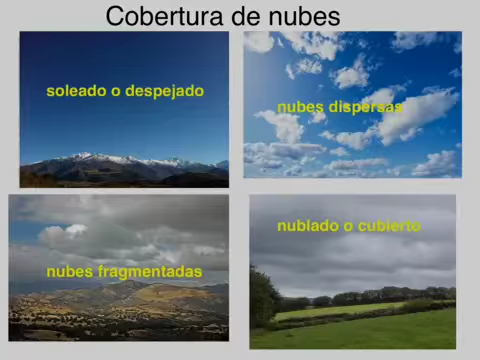 Cobertura de nubes
soleado o despejado
nubes dispersas
nubes fragmentadas
nublado o cubierto